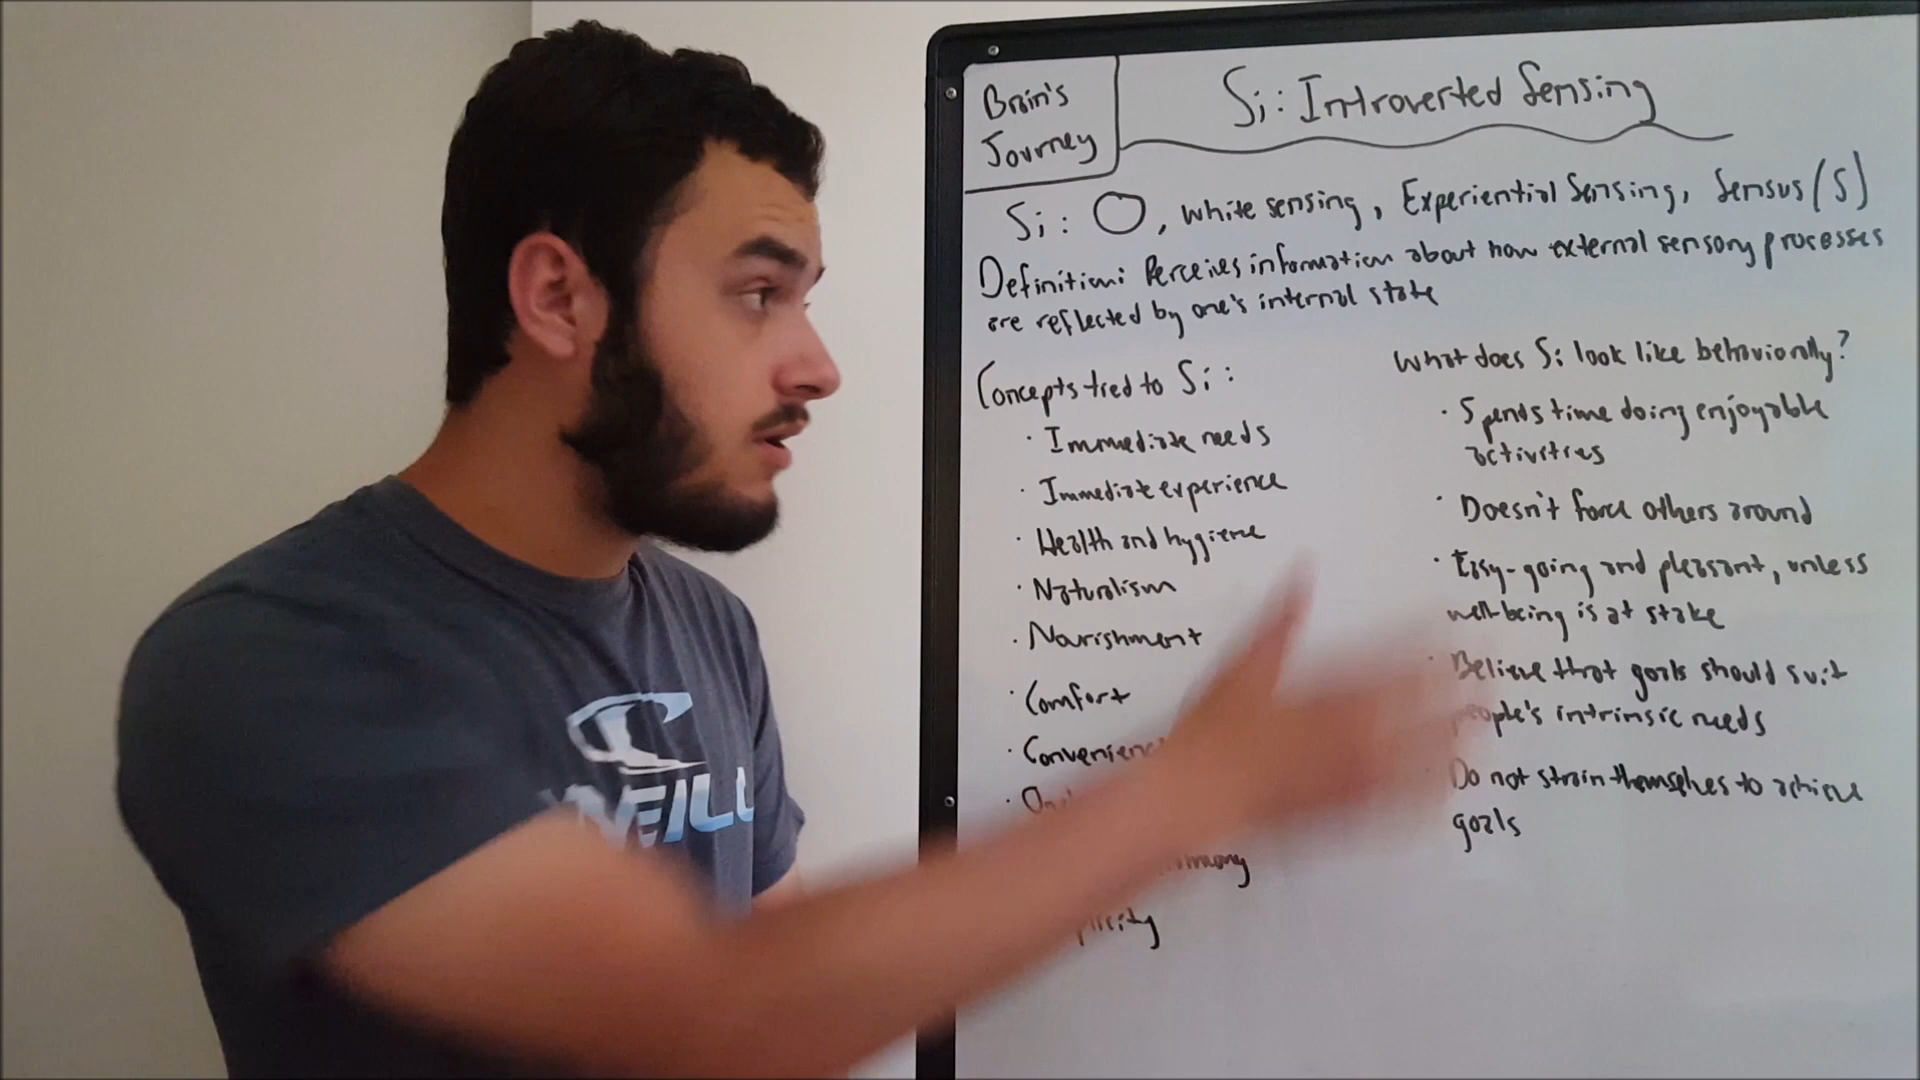 Brain's
Journey
Si: Introverted Sensing
Si: O, white sensing, Experiential Sensing, Sensus (S)
Definition: Perceives information about how external sensory processes
are reflected by one's internal state
Concepts tied to Si:
· Immediate needs
· Immediate experience
· Health and hygiene
· Naturalism
· Nourishment
· Comfort
· Convenien
What does Si look like behaviorally?
· Spends time doing enjoyable
activities
· Doesn't force others around
· Easy-going and pleasant, unless
well-being is at stake
· Believe that goals should suit
people's intrinsic needs
Do not strain themselves to achieve
goals
O'NEILL